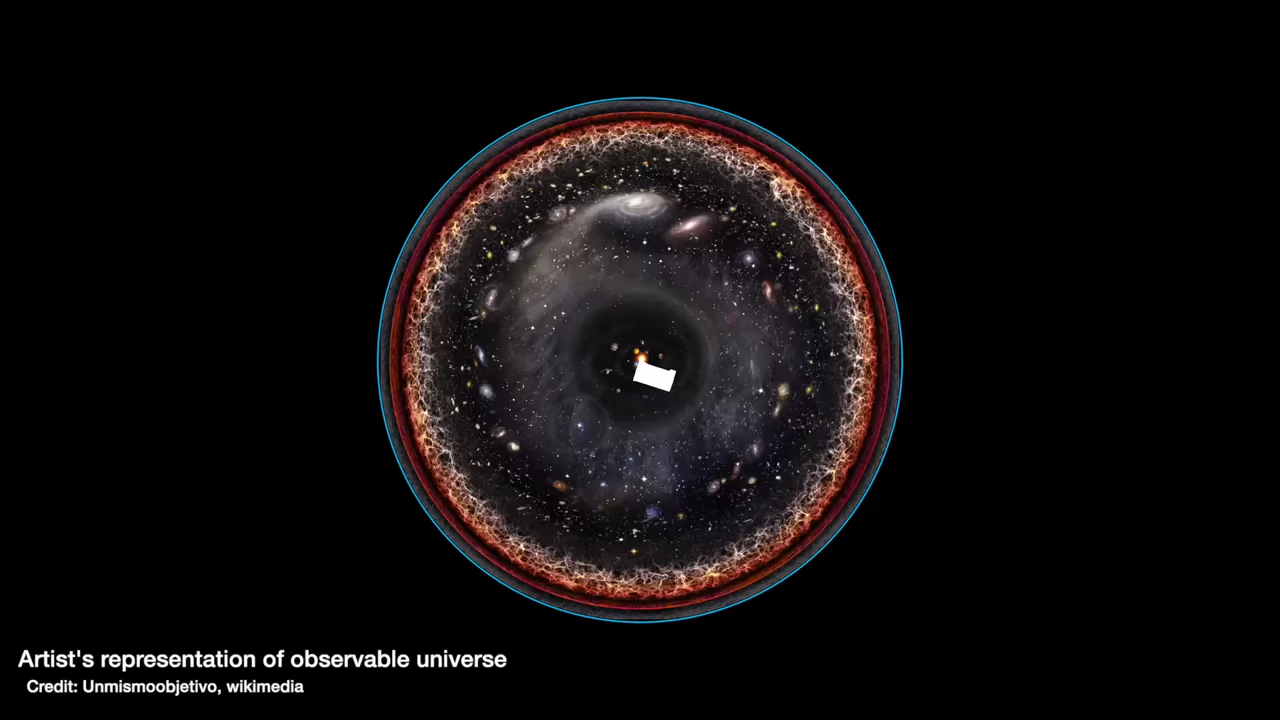 Artist's representation of observable universe
Credit: Unmismoobjetivo, wikimedia